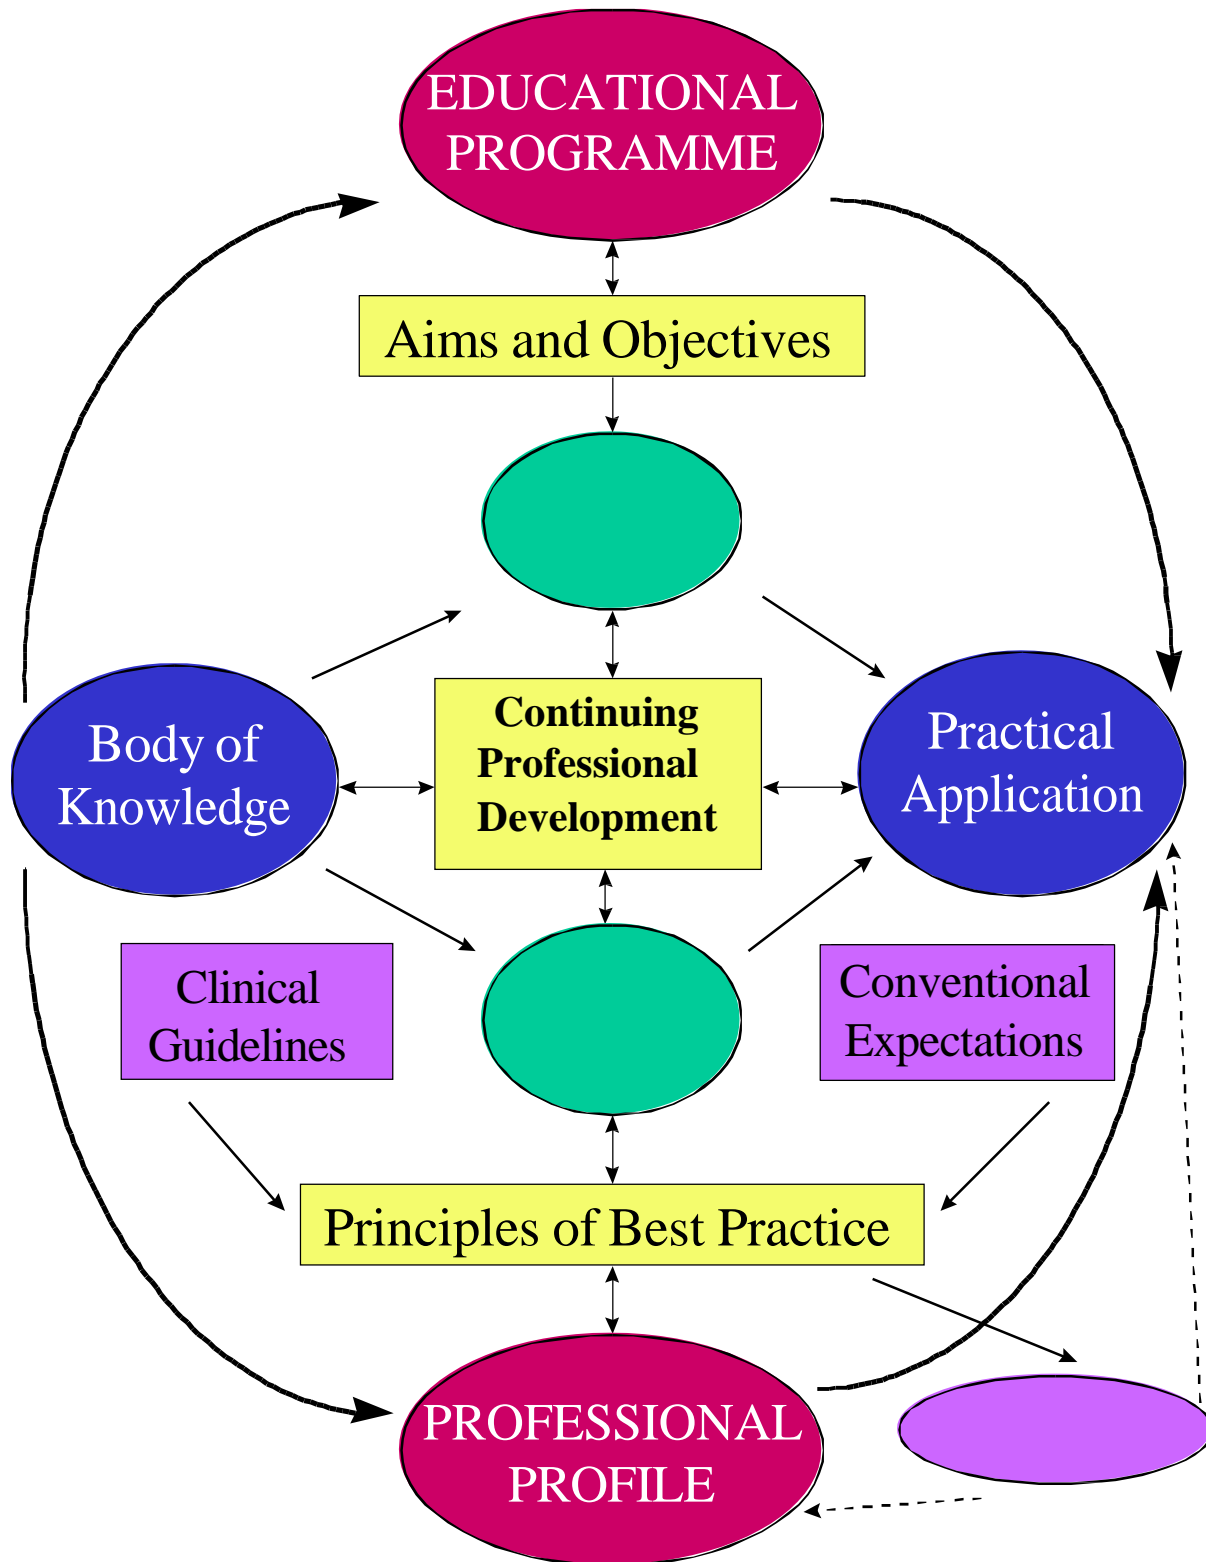 EDUCATIONAL
PROGRAMME
Aims and Objectives
Continuing
Professional
Development
Body of
Knowledge
Practical
Application
Clinical
Guidelines
Conventional
Expectations
Principles of Best Practice
PROFESSIONAL
PROFILE